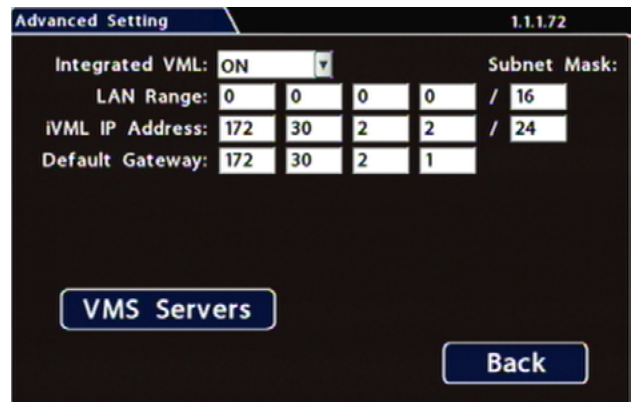 Advanced Setting 1.1.1.72
Integrated VML: ON Subnet Mask:
LAN Range: 0 0 0 0 / 16
iVML IP Address: 172 30 2 2 / 24
Default Gateway: 172 30 2 1
VMS Servers
Back